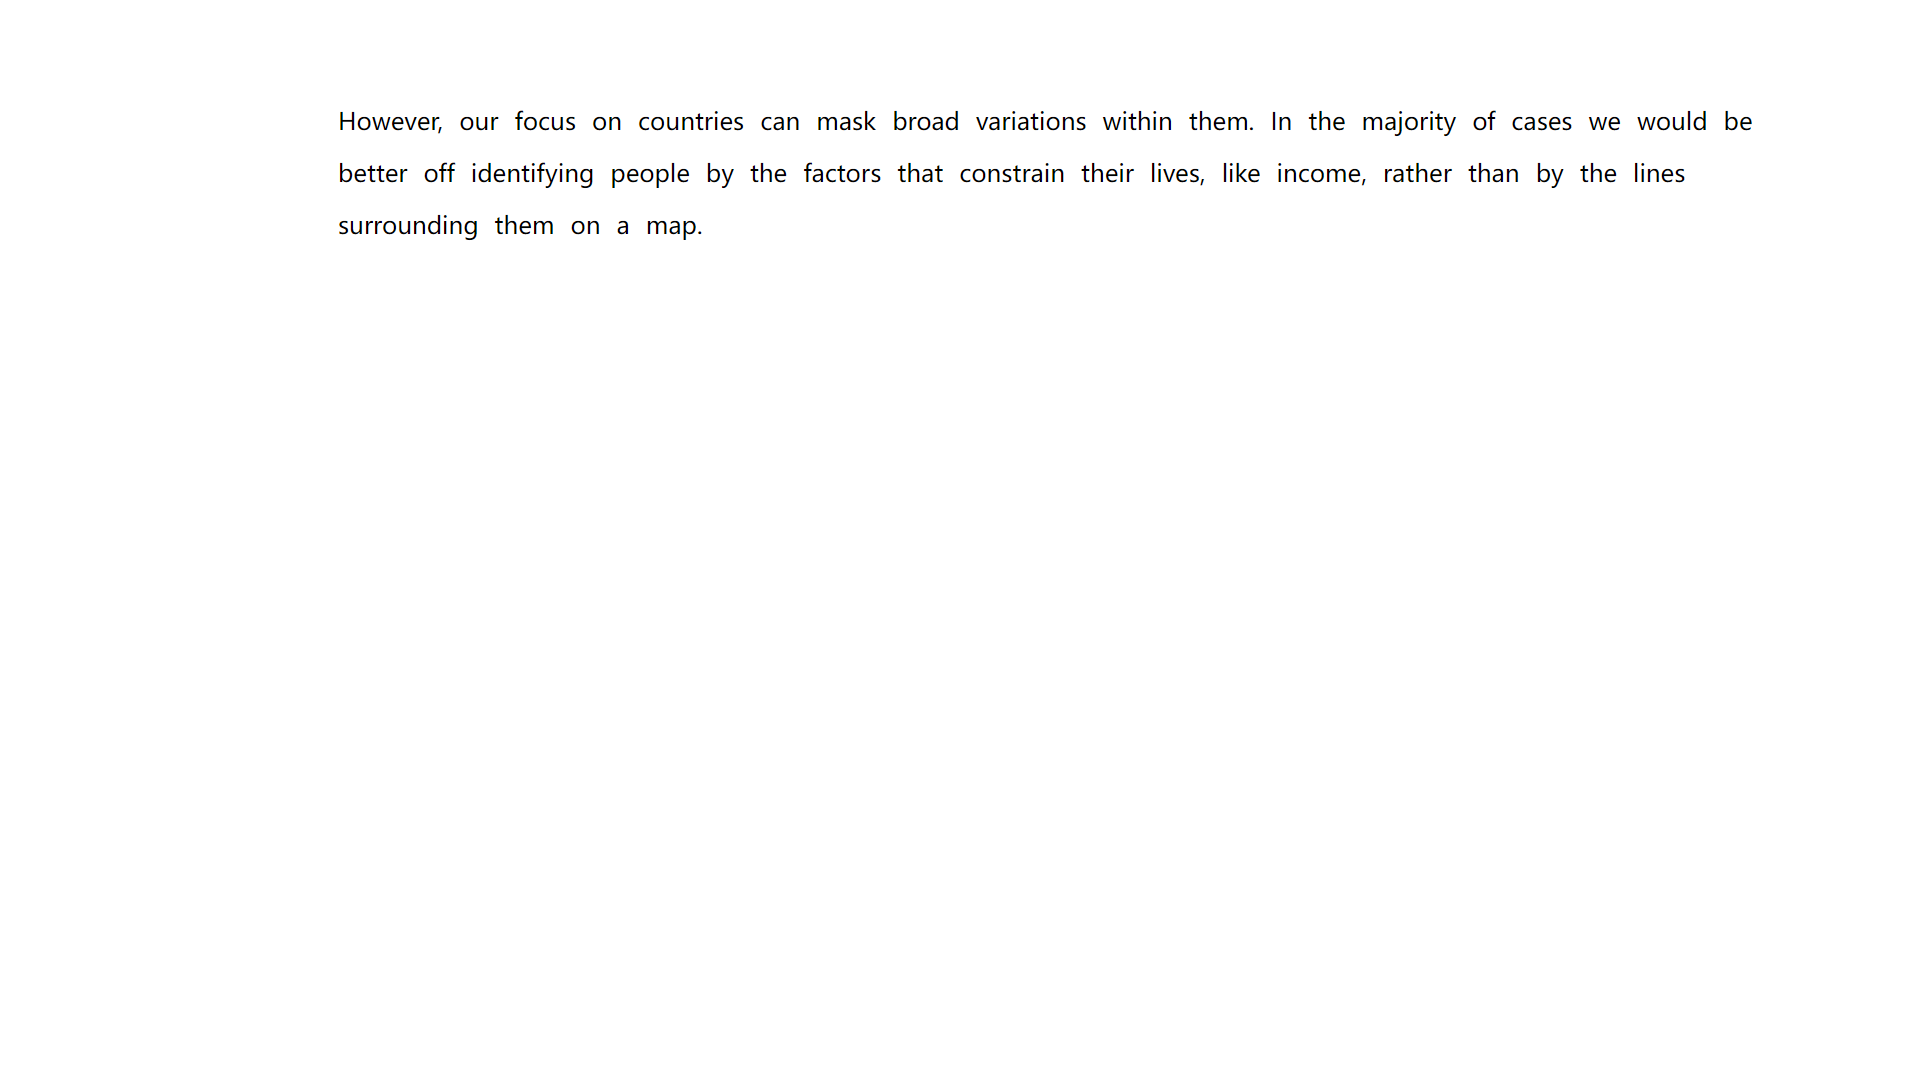 However, our focus on countries can mask broad variations within them. In the majority of cases we would be
better off identifying people by the factors that constrain their lives, like income, rather than by the lines
surrounding them on a map.